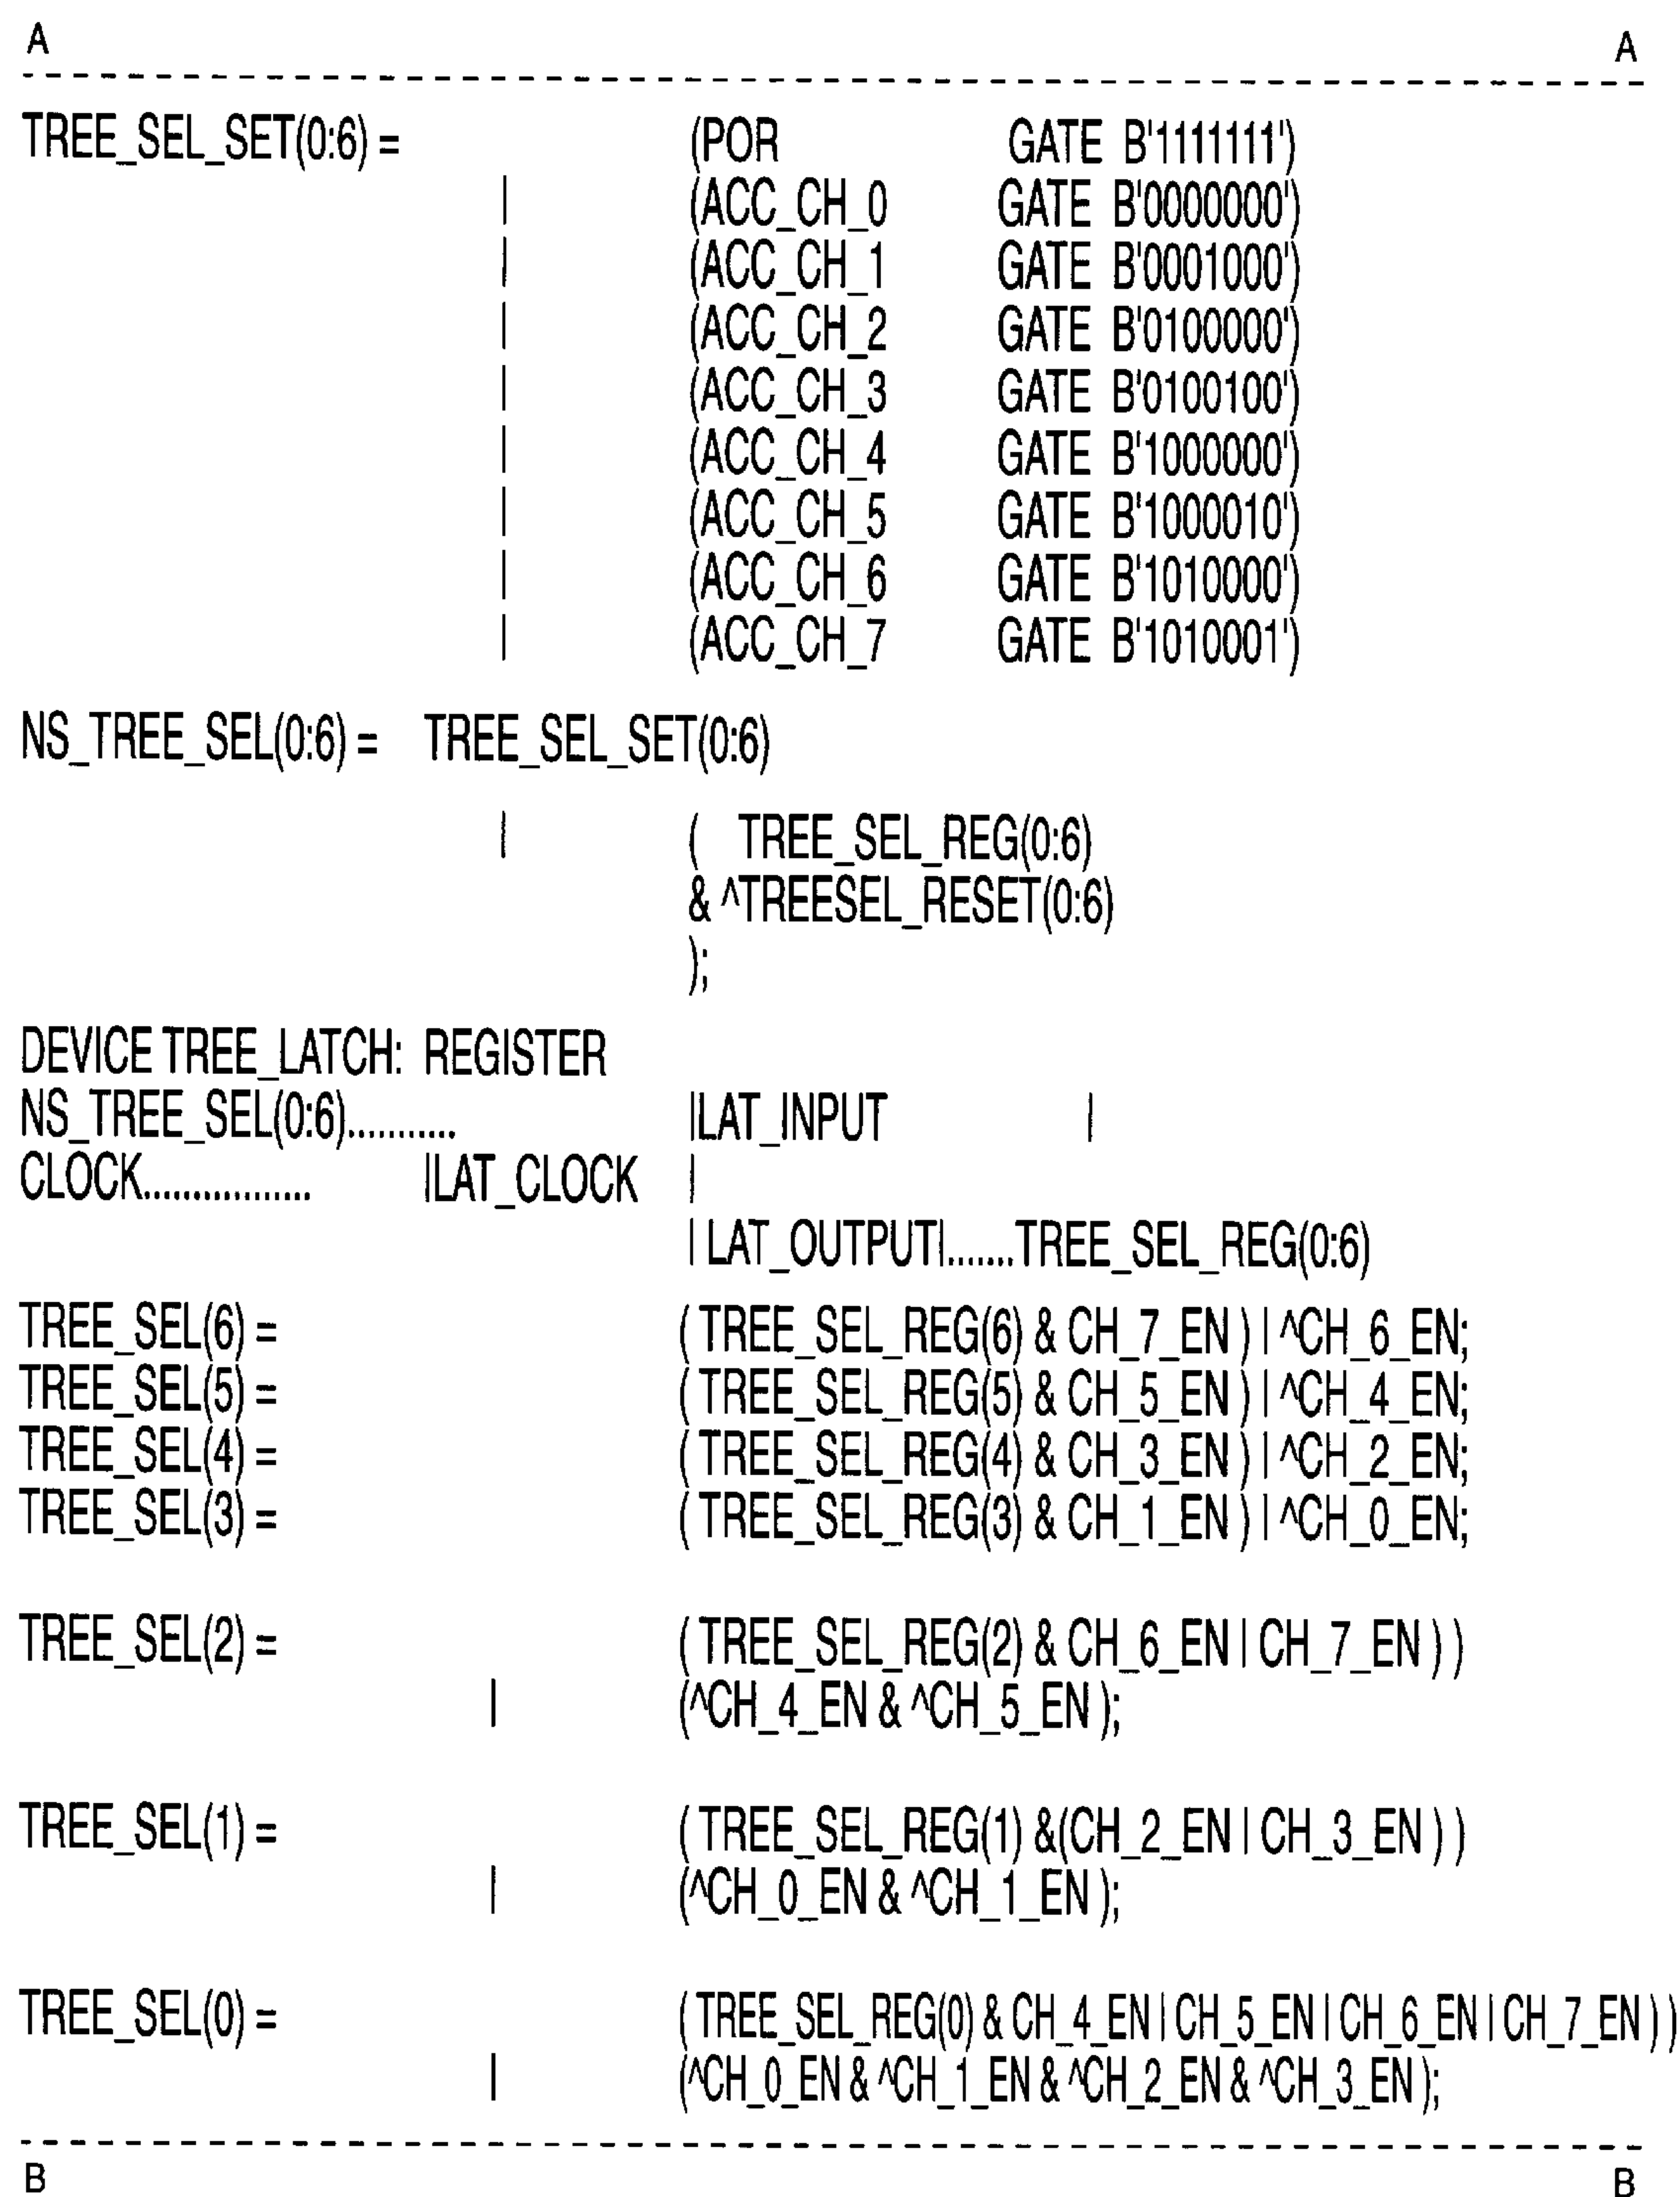 A A
TREE_SEL_SET(0:6) = (POR GATE B'1111111')
| (ACC_CH_0 GATE B'0000000')
| (ACC_CH_1 GATE B'0001000')
| (ACC_CH_2 GATE B'0100000')
| (ACC_CH_3 GATE B'0100100')
| (ACC_CH_4 GATE B'1000000')
| (ACC_CH_5 GATE B'1000010')
| (ACC_CH_6 GATE B'1010000')
| (ACC_CH_7 GATE B'1010001')
NS_TREE_SEL(0:6) = TREE_SEL_SET(0:6)
| ( TREE_SEL_REG(0:6)
& ^TREESEL_RESET(0:6)
);
DEVICE TREE_LATCH: REGISTER
NS_TREE_SEL(0:6)........... |LAT_INPUT |
CLOCK................. |LAT_CLOCK |
| LAT_OUTPUT|.......TREE_SEL_REG(0:6)
TREE_SEL(6) = ( TREE_SEL_REG(6) & CH_7_EN ) | ^CH_6_EN;
TREE_SEL(5) = ( TREE_SEL_REG(5) & CH_5_EN ) | ^CH_4_EN;
TREE_SEL(4) = ( TREE_SEL_REG(4) & CH_3_EN ) | ^CH_2_EN;
TREE_SEL(3) = ( TREE_SEL_REG(3) & CH_1_EN ) | ^CH_0_EN;
TREE_SEL(2) = ( TREE_SEL_REG(2) & CH_6_EN | CH_7_EN ) )
| (^CH_4_EN & ^CH_5_EN );
TREE_SEL(1) = ( TREE_SEL_REG(1) &(CH_2_EN | CH_3_EN ) )
| (^CH_0_EN & ^CH_1_EN );
TREE_SEL(0) = ( TREE_SEL_REG(0) & CH_4_EN | CH_5_EN | CH_6_EN | CH_7_EN ) )
| (^CH_0_EN & ^CH_1_EN & ^CH_2_EN & ^CH_3_EN );
B B